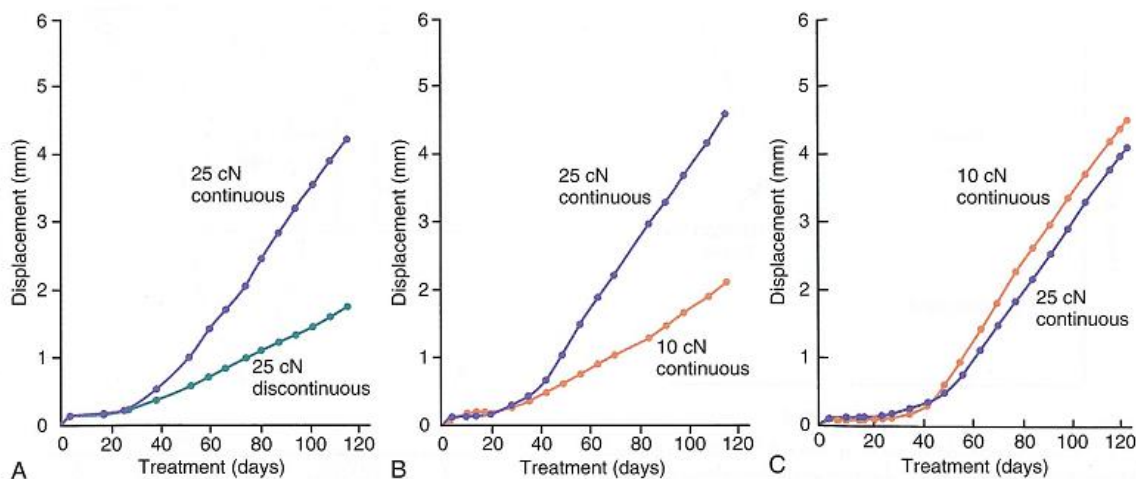 6
5
4
3
2
1
0
Displacement (mm)
25 cN
continuous
25 cN
discontinuous
0 20 40 60 80 100 120
Treatment (days)
A
6
5
4
3
2
1
0
Displacement (mm)
25 cN
continuous
10 cN
continuous
0 20 40 60 80 100 120
Treatment (days)
B
6
5
4
3
2
1
0
Displacement (mm)
10 cN
continuous
25 cN
continuous
0 20 40 60 80 100 120
Treatment (days)
C